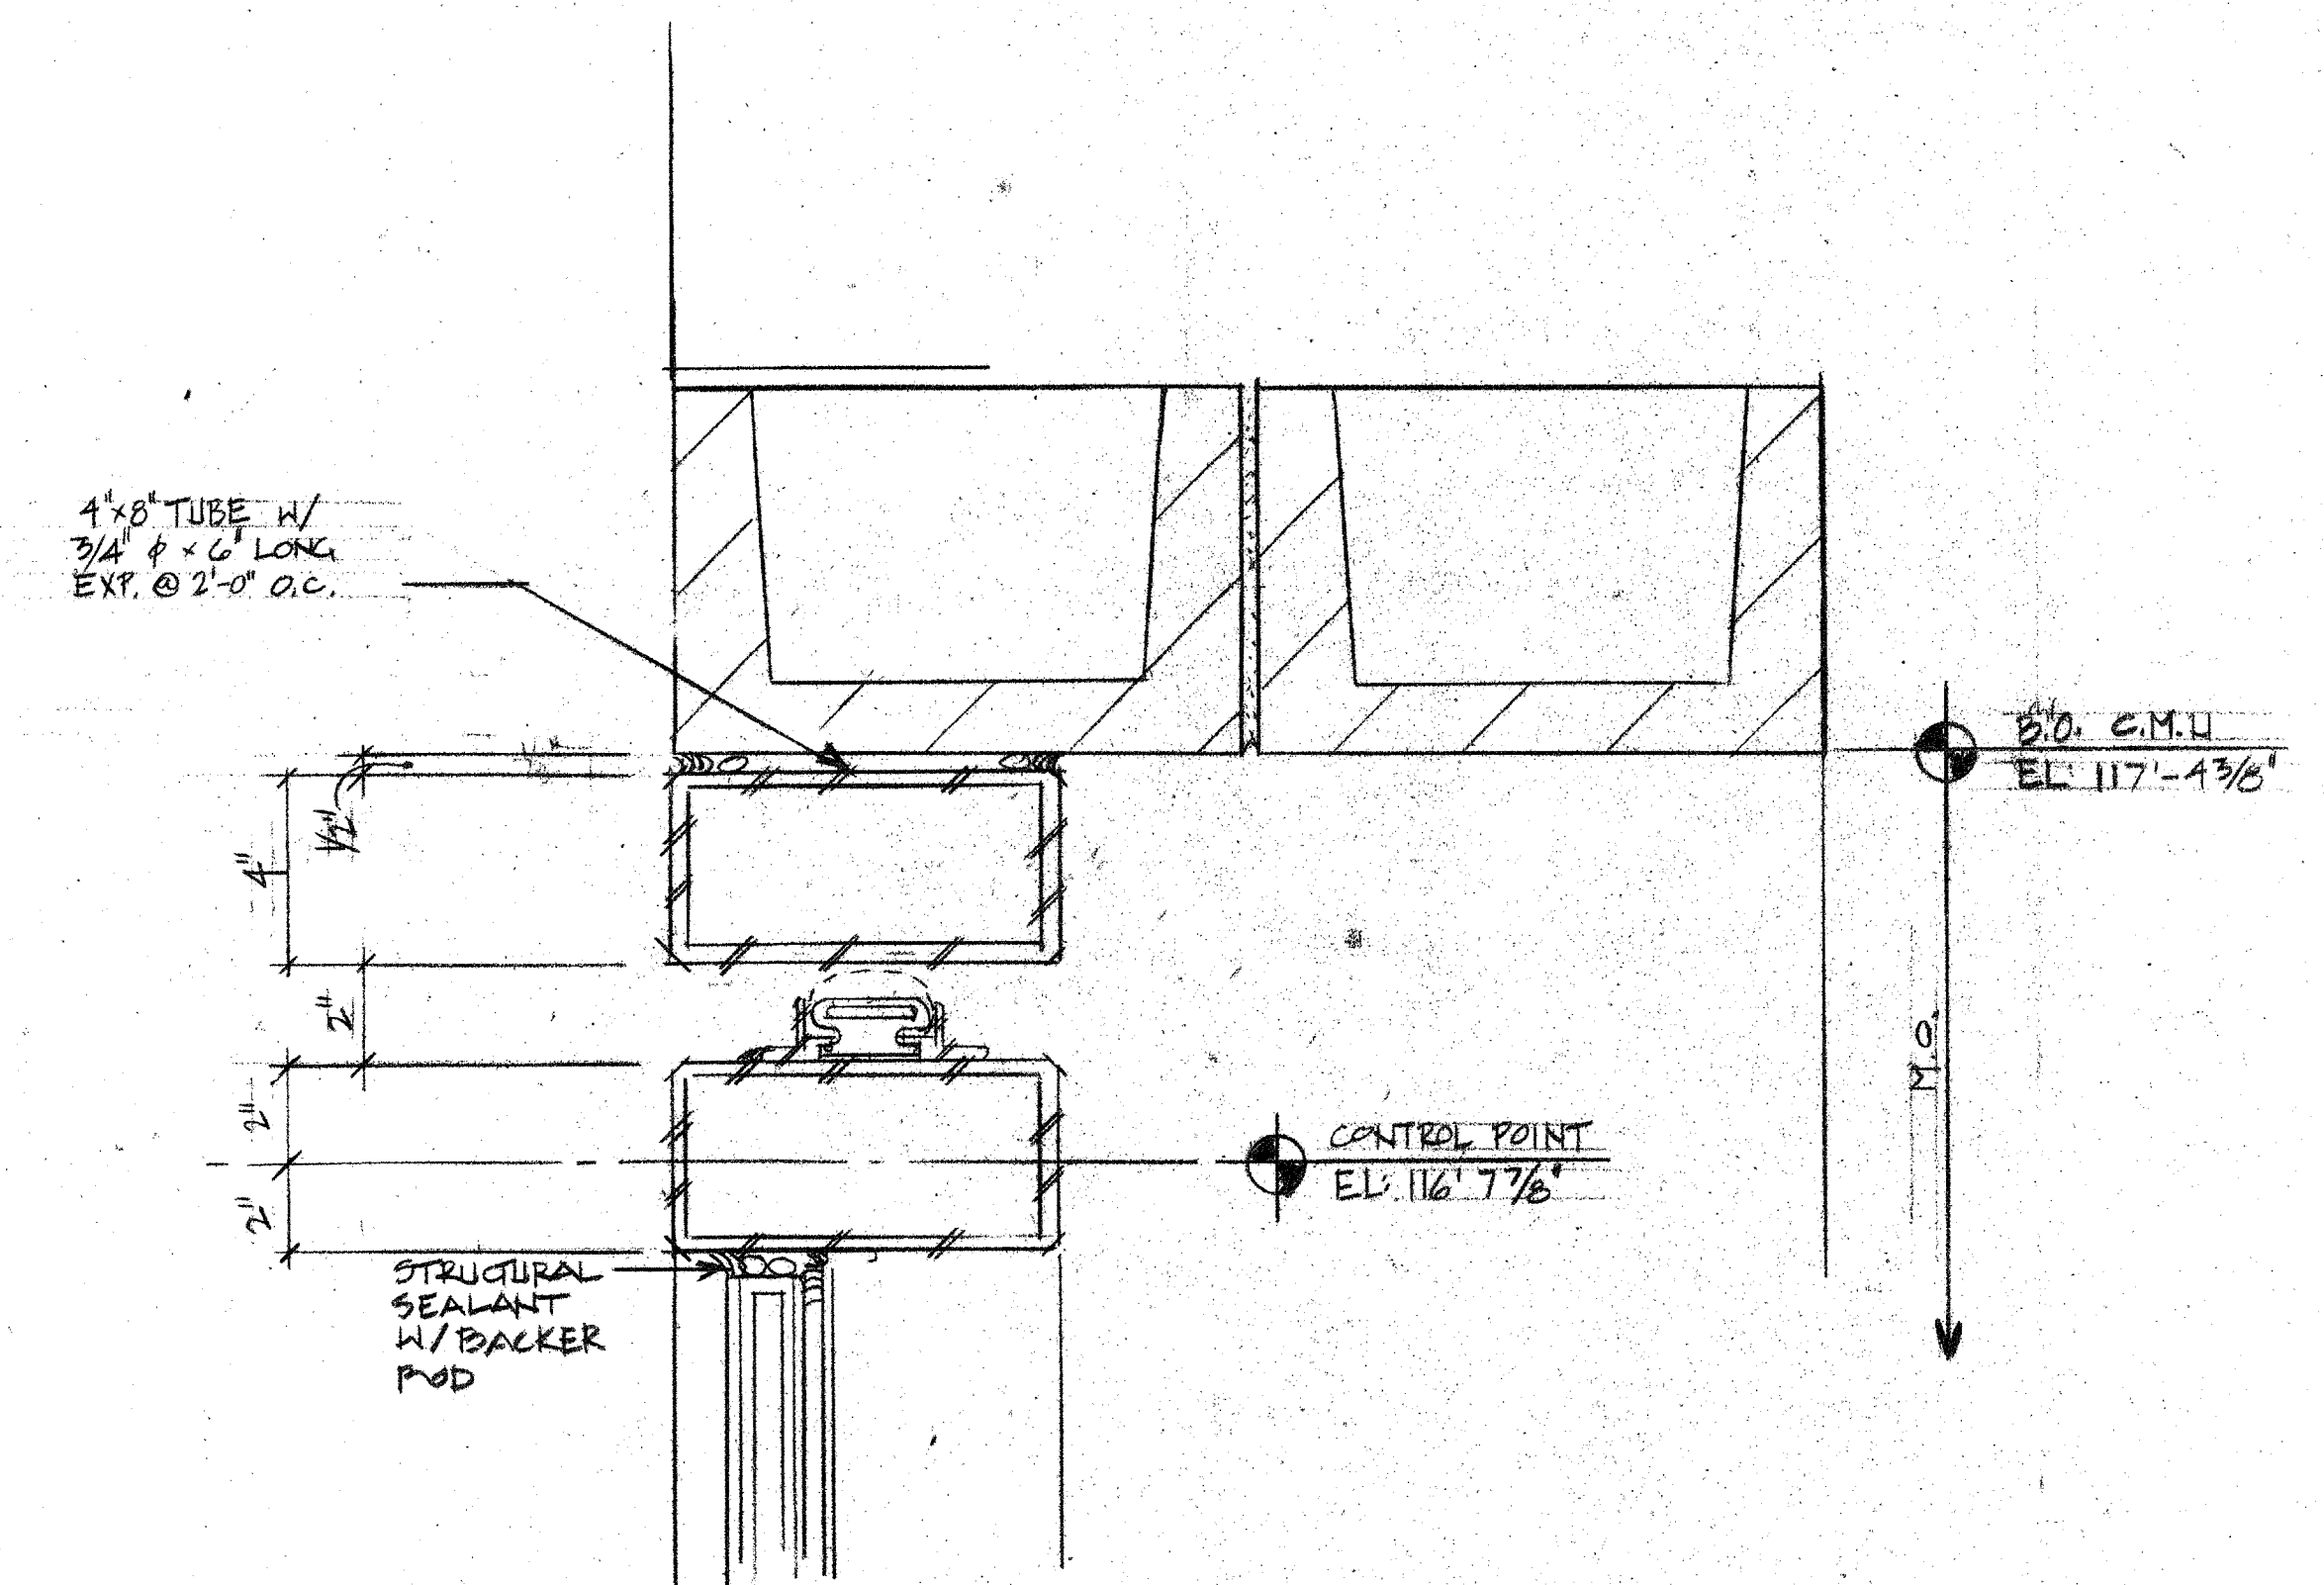 4"x8" TUBE W/
3/4" ϕ x 6" LONG
EXP. @ 2'-0" O.C.
B.O. C.M.U
EL: 117'-4 3/8"
1/2"
4"
2"
M.O.
2"
CONTROL POINT
EL: 116' 7 7/8"
2"
STRUCTURAL
SEALANT
W/ BACKER
ROD